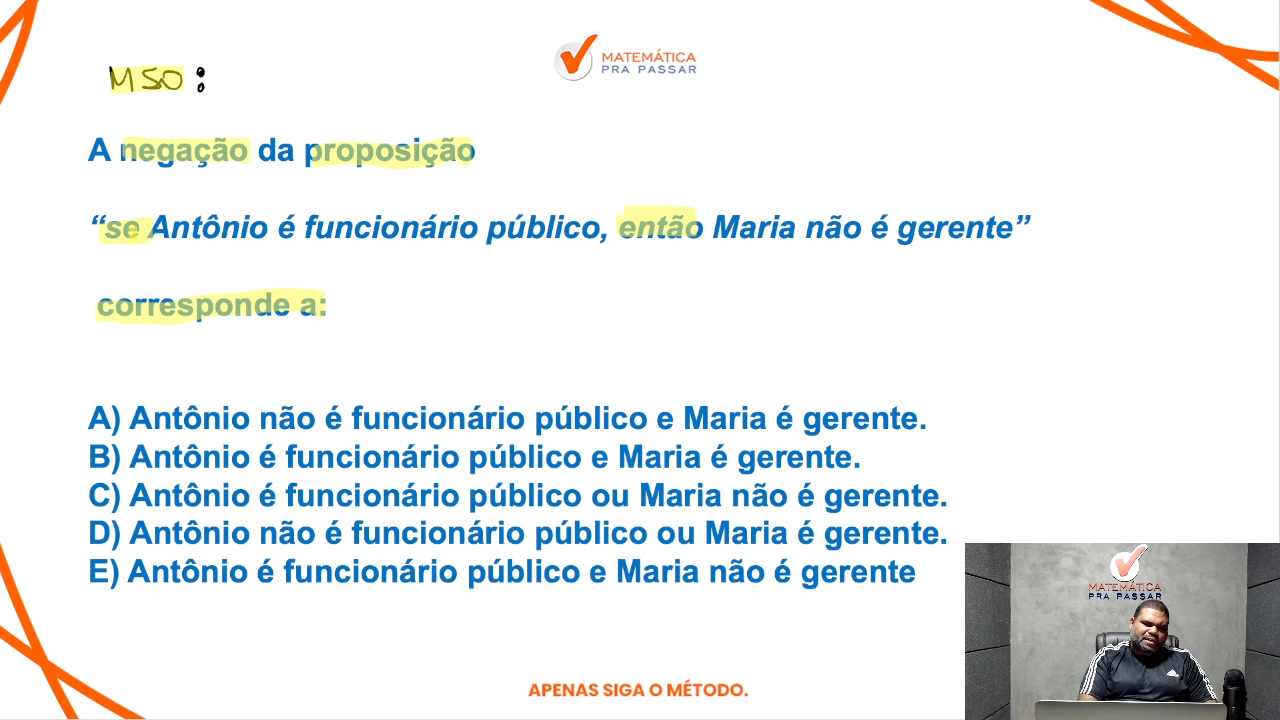 MATEMÁTICA
PRA PASSAR
MSO:
A negação da proposição
“se Antônio é funcionário público, então Maria não é gerente”
corresponde a:
A) Antônio não é funcionário público e Maria é gerente.
B) Antônio é funcionário público e Maria é gerente.
C) Antônio é funcionário público ou Maria não é gerente.
D) Antônio não é funcionário público ou Maria é gerente.
E) Antônio é funcionário público e Maria não é gerente
MATEMÁTICA
PRA PASSAR
APENAS SIGA O MÉTODO.